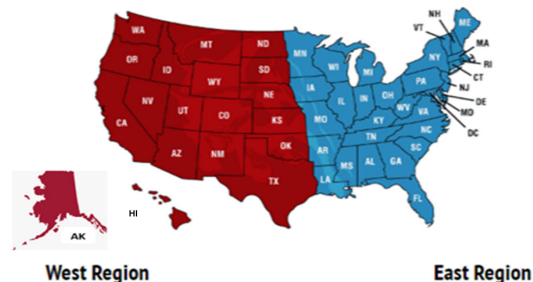 NH
VT
ME
WA
MT
ND
MN
OR
ID
SD
WI
NY
MA
RI
WY
MI
CT
NE
IA
PA
NJ
NV
UT
CO
IL
IN
OH
DE
CA
KS
MO
WV
VA
MD
KY
DC
AZ
NM
OK
AR
TN
NC
SC
TX
LA
MS
AL
GA
FL
HI
AK
West Region
East Region